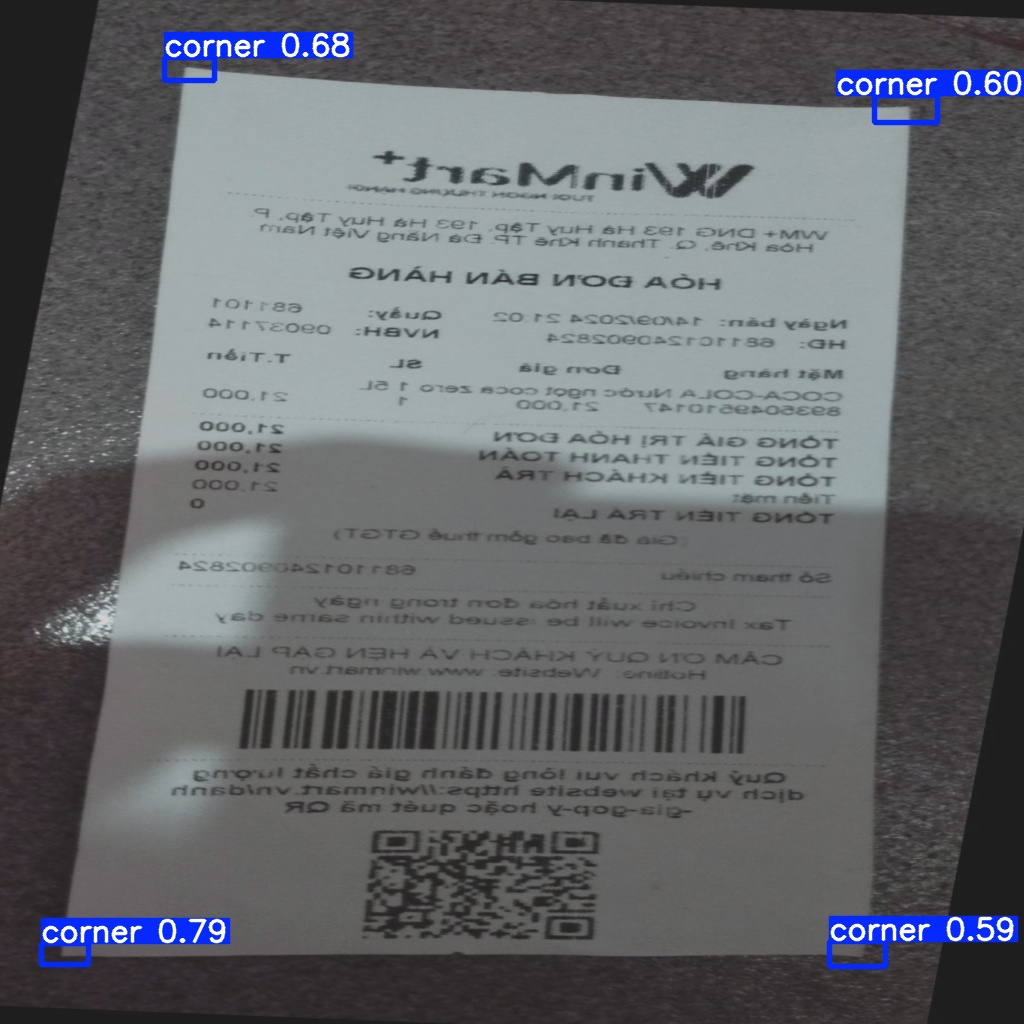 corner 0.68
corner 0.60
WinMart+
TƯƠI NGON THƯỢNG HẠNG!
WM+ DNG 193 Hà Huy Tập, 193 Hà Huy Tập, P.
Hòa Khê, Q. Thanh Khê TP. Đà Nẵng Việt Nam
HÓA ĐƠN BÁN HÀNG
Ngày bán: 14/09/2024 21:02 Quầy: 681101
HĐ: 681101240902824 NVBH: 09037114
Mặt hàng Đơn giá SL T.Tiền
COCA-COLA Nước ngọt coca zero 1.5L
8935049510147 21,000 1 21,000
TỔNG GIÁ TRỊ HÓA ĐƠN 21,000
TỔNG TIỀN THANH TOÁN 21,000
TỔNG TIỀN KHÁCH TRẢ 21,000
Tiền mặt 21,000
TỔNG TIỀN TRẢ LẠI 0
(Giá đã bao gồm thuế GTGT)
Số tham chiếu 681101240902824
Chỉ xuất hóa đơn trong ngày
Tax Invoice will be issued within same day
CẢM ƠN QUÝ KHÁCH VÀ HẸN GẶP LẠI
Hotline: Website: www.winmart.vn
Quý khách vui lòng đánh giá chất lượng
dịch vụ tại website https://winmart.vn/danh
-gia-gop-y hoặc quét mã QR
corner 0.79
corner 0.59